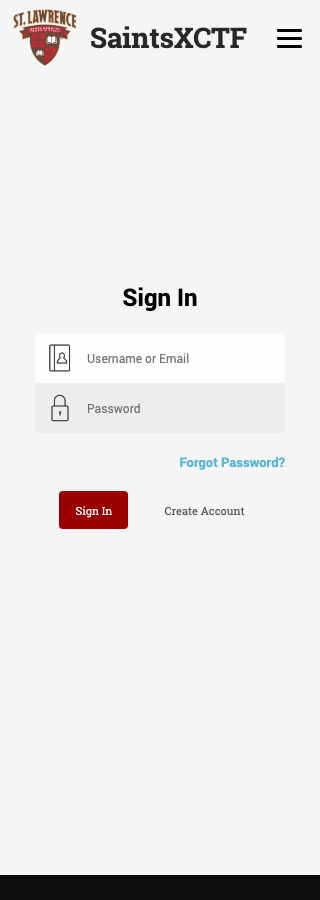 ST. LAWRENCE
SaintsXCTF
Sign In
Username or Email
Password
Forgot Password?
Sign In
Create Account